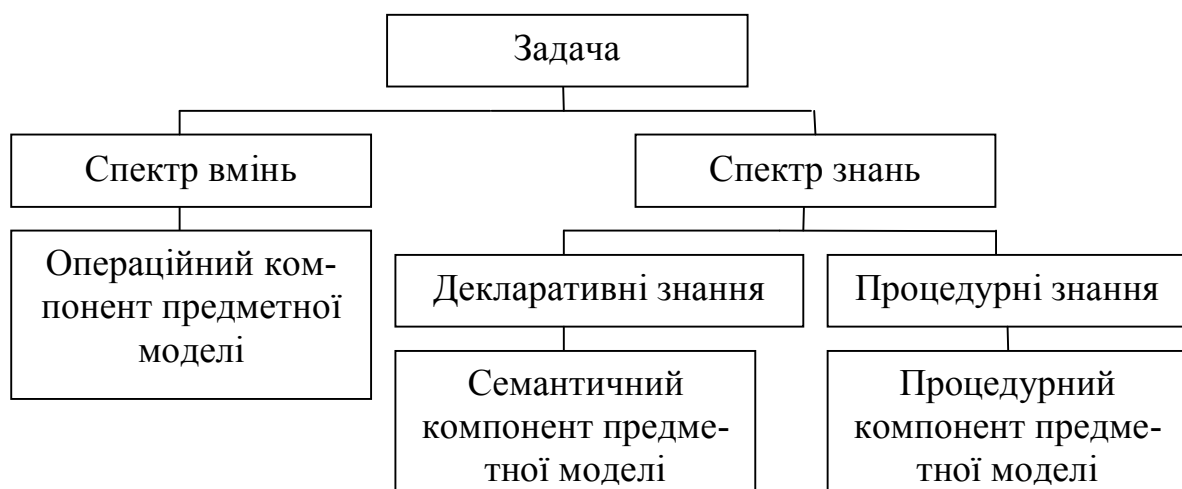 Задача
Спектр вмінь
Спектр знань
Операційний ком-
понент предметної
моделі
Декларативні знання
Процедурні знання
Семантичний
компонент предме-
тної моделі
Процедурний
компонент предме-
тної моделі